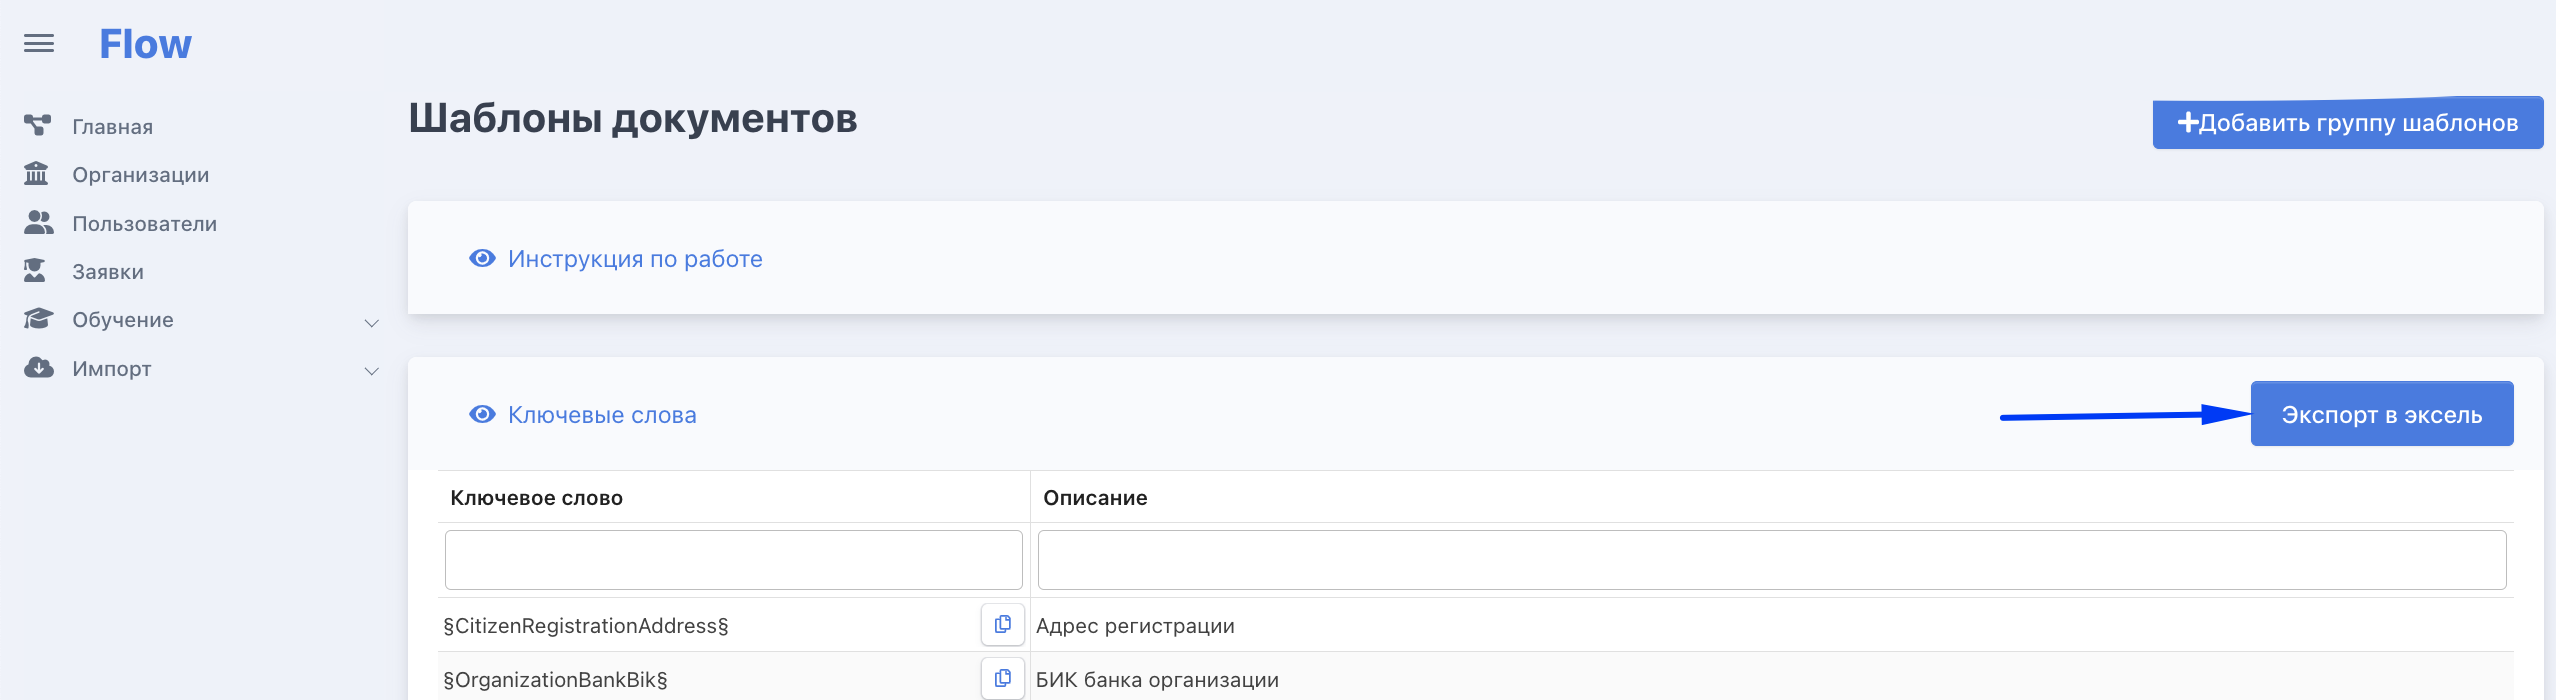 Flow
Главная
Организации
Пользователи
Заявки
Обучение
Импорт
Шаблоны документов
+Добавить группу шаблонов
Инструкция по работе
Ключевые слова
Экспорт в эксель
Ключевое слово
Описание
§CitizenRegistrationAddress§
Адрес регистрации
§OrganizationBankBik§
БИК банка организации